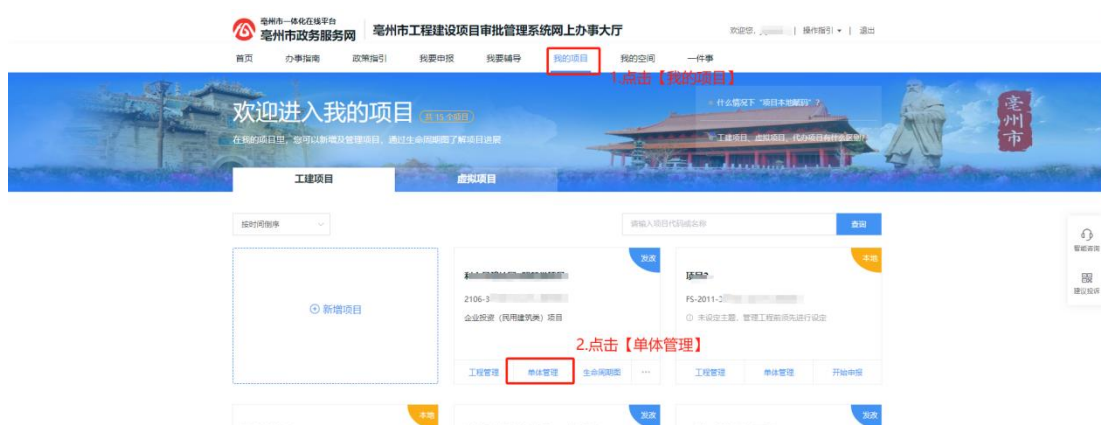 亳州市一体化在线平台
亳州市政务服务网
亳州市工程建设项目审批管理系统网上办事大厅
欢迎您, | 操作指引 | 退出
首页 办事指南 政策指引 我要申报 我要辅导 我的项目 我的空间 一件事
1.点击【我的项目】
欢迎进入我的项目 (共 15 个项目)
在我的项目里, 您可以新增及管理项目, 通过生命周期图了解项目进展
什么情况下“项目本地赋码”?
工建项目、虚拟项目、代办项目有什么区别?
亳州市
工建项目 虚拟项目
按时间倒序
请输入项目代码或名称 查询
智能咨询
建议投诉
新增项目
发改
2106-3
企业投资 (民用建筑类) 项目
2.点击【单体管理】
工程管理 单体管理 生命周期图 ...
本地
项目2
FS-2011-
未设定主题, 管理工程前须先进行设定
工程管理 单体管理 开始申报
本地 发改 发改